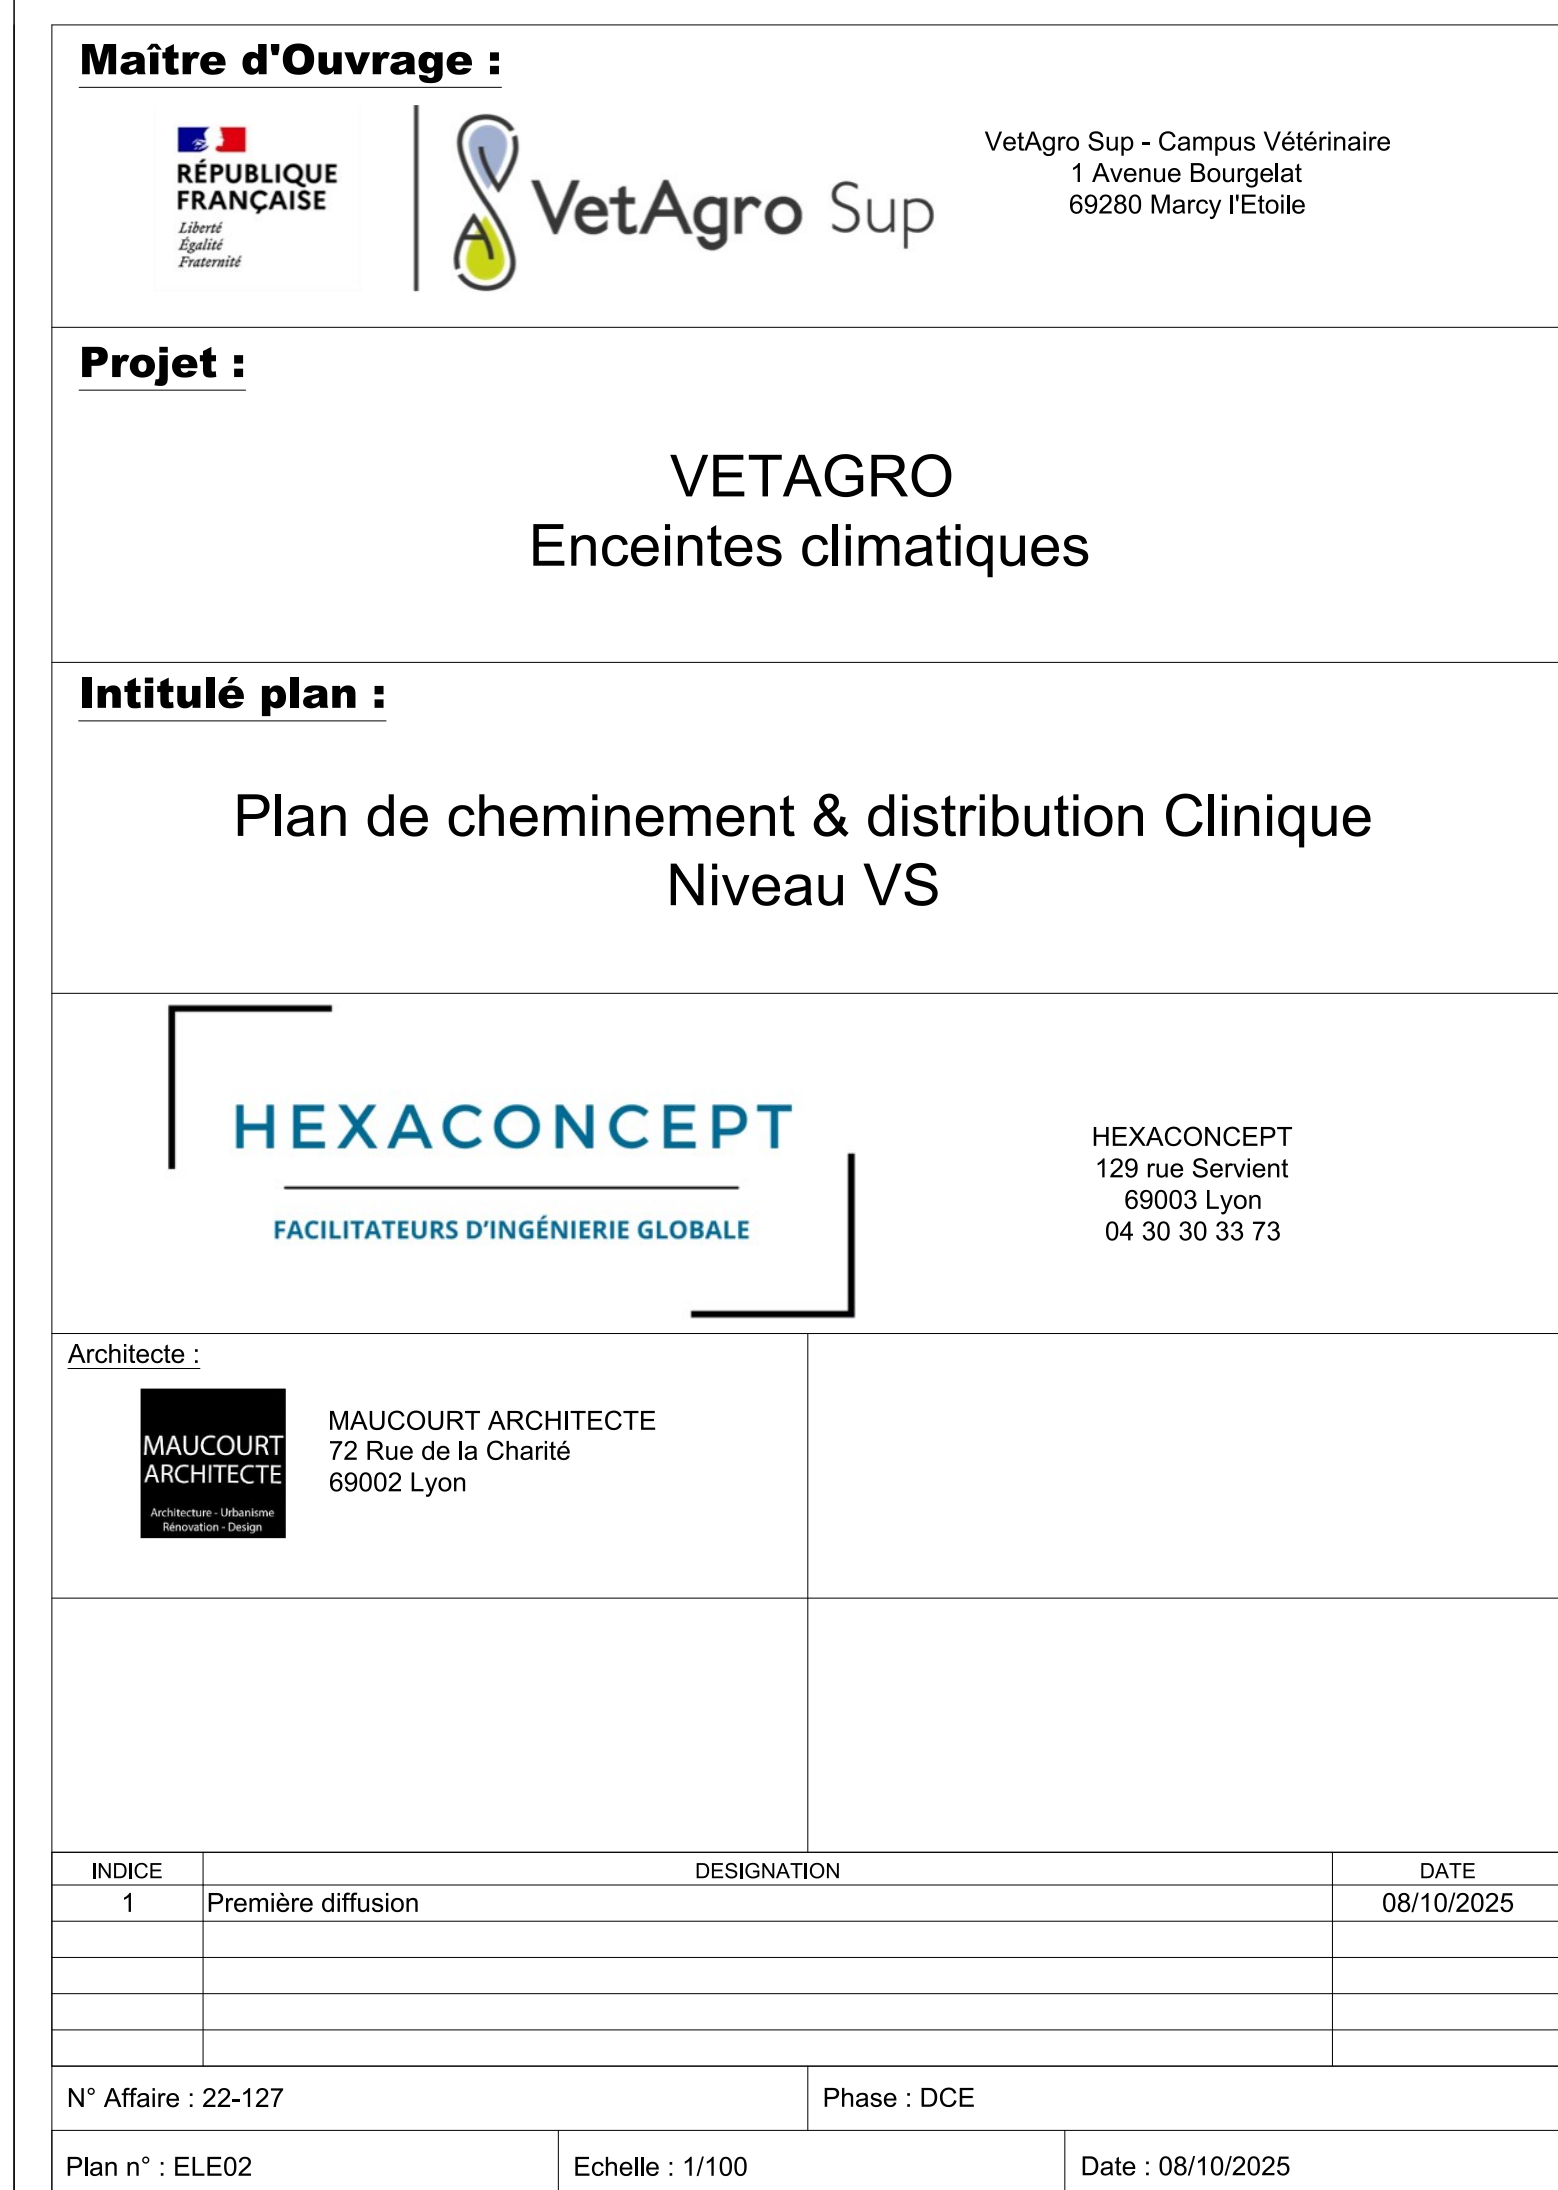 Maître d'Ouvrage :
RÉPUBLIQUE
FRANÇAISE
Liberté
Égalité
Fraternité
VetAgro Sup
VetAgro Sup - Campus Vétérinaire
1 Avenue Bourgelat
69280 Marcy l'Etoile
Projet :
VETAGRO
Enceintes climatiques
Intitulé plan :
Plan de cheminement & distribution Clinique
Niveau VS
HEXACONCEPT
FACILITATEURS D'INGÉNIERIE GLOBALE
HEXACONCEPT
129 rue Servient
69003 Lyon
04 30 30 33 73
Architecte :
MAUCOURT
ARCHITECTE
Architecture - Urbanisme
Rénovation - Design
MAUCOURT ARCHITECTE
72 Rue de la Charité
69002 Lyon
INDICE DESIGNATION DATE
1 Première diffusion 08/10/2025
N° Affaire : 22-127 Phase : DCE
Plan n° : ELE02 Echelle : 1/100 Date : 08/10/2025